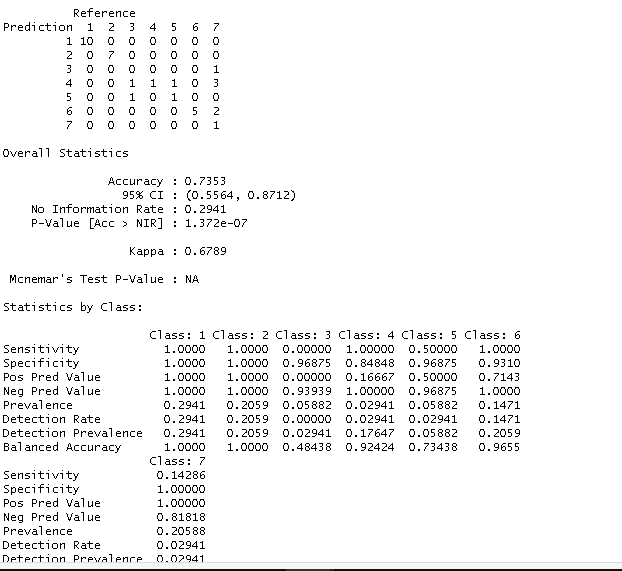 Reference
Prediction 1 2 3 4 5 6 7
1 10 0 0 0 0 0 0
2 0 7 0 0 0 0 0
3 0 0 0 0 0 0 1
4 0 0 1 1 1 0 3
5 0 0 1 0 1 0 0
6 0 0 0 0 0 5 2
7 0 0 0 0 0 0 1
Overall Statistics
Accuracy : 0.7353
95% CI : (0.5564, 0.8712)
No Information Rate : 0.2941
P-Value [Acc > NIR] : 1.372e-07
Kappa : 0.6789
Mcnemar's Test P-Value : NA
Statistics by Class:
Class: 1 Class: 2 Class: 3 Class: 4 Class: 5 Class: 6
Sensitivity 1.0000 1.0000 0.00000 1.00000 0.50000 1.0000
Specificity 1.0000 1.0000 0.96875 0.84848 0.96875 0.9310
Pos Pred Value 1.0000 1.0000 0.00000 0.16667 0.50000 0.7143
Neg Pred Value 1.0000 1.0000 0.93939 1.00000 0.96875 1.0000
Prevalence 0.2941 0.2059 0.05882 0.02941 0.05882 0.1471
Detection Rate 0.2941 0.2059 0.00000 0.02941 0.02941 0.1471
Detection Prevalence 0.2941 0.2059 0.02941 0.17647 0.05882 0.2059
Balanced Accuracy 1.0000 1.0000 0.48438 0.92424 0.73438 0.9655
Class: 7
Sensitivity 0.14286
Specificity 1.00000
Pos Pred Value 1.00000
Neg Pred Value 0.81818
Prevalence 0.20588
Detection Rate 0.02941
Detection Prevalence 0.02941